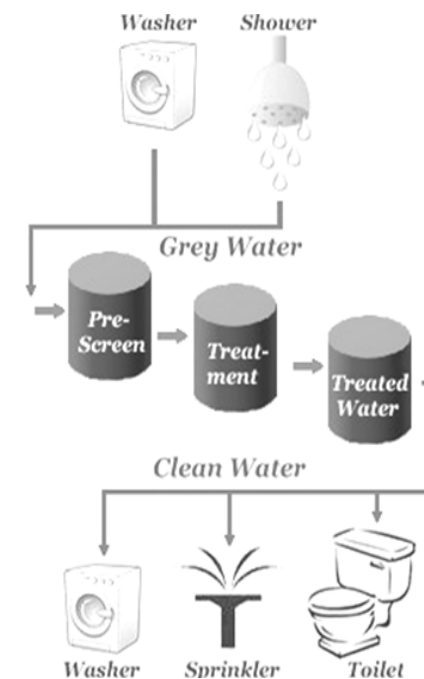 Washer Shower
Grey Water
Pre-
Screen
Treat-
ment
Treated
Water
Clean Water
Washer Sprinkler Toilet